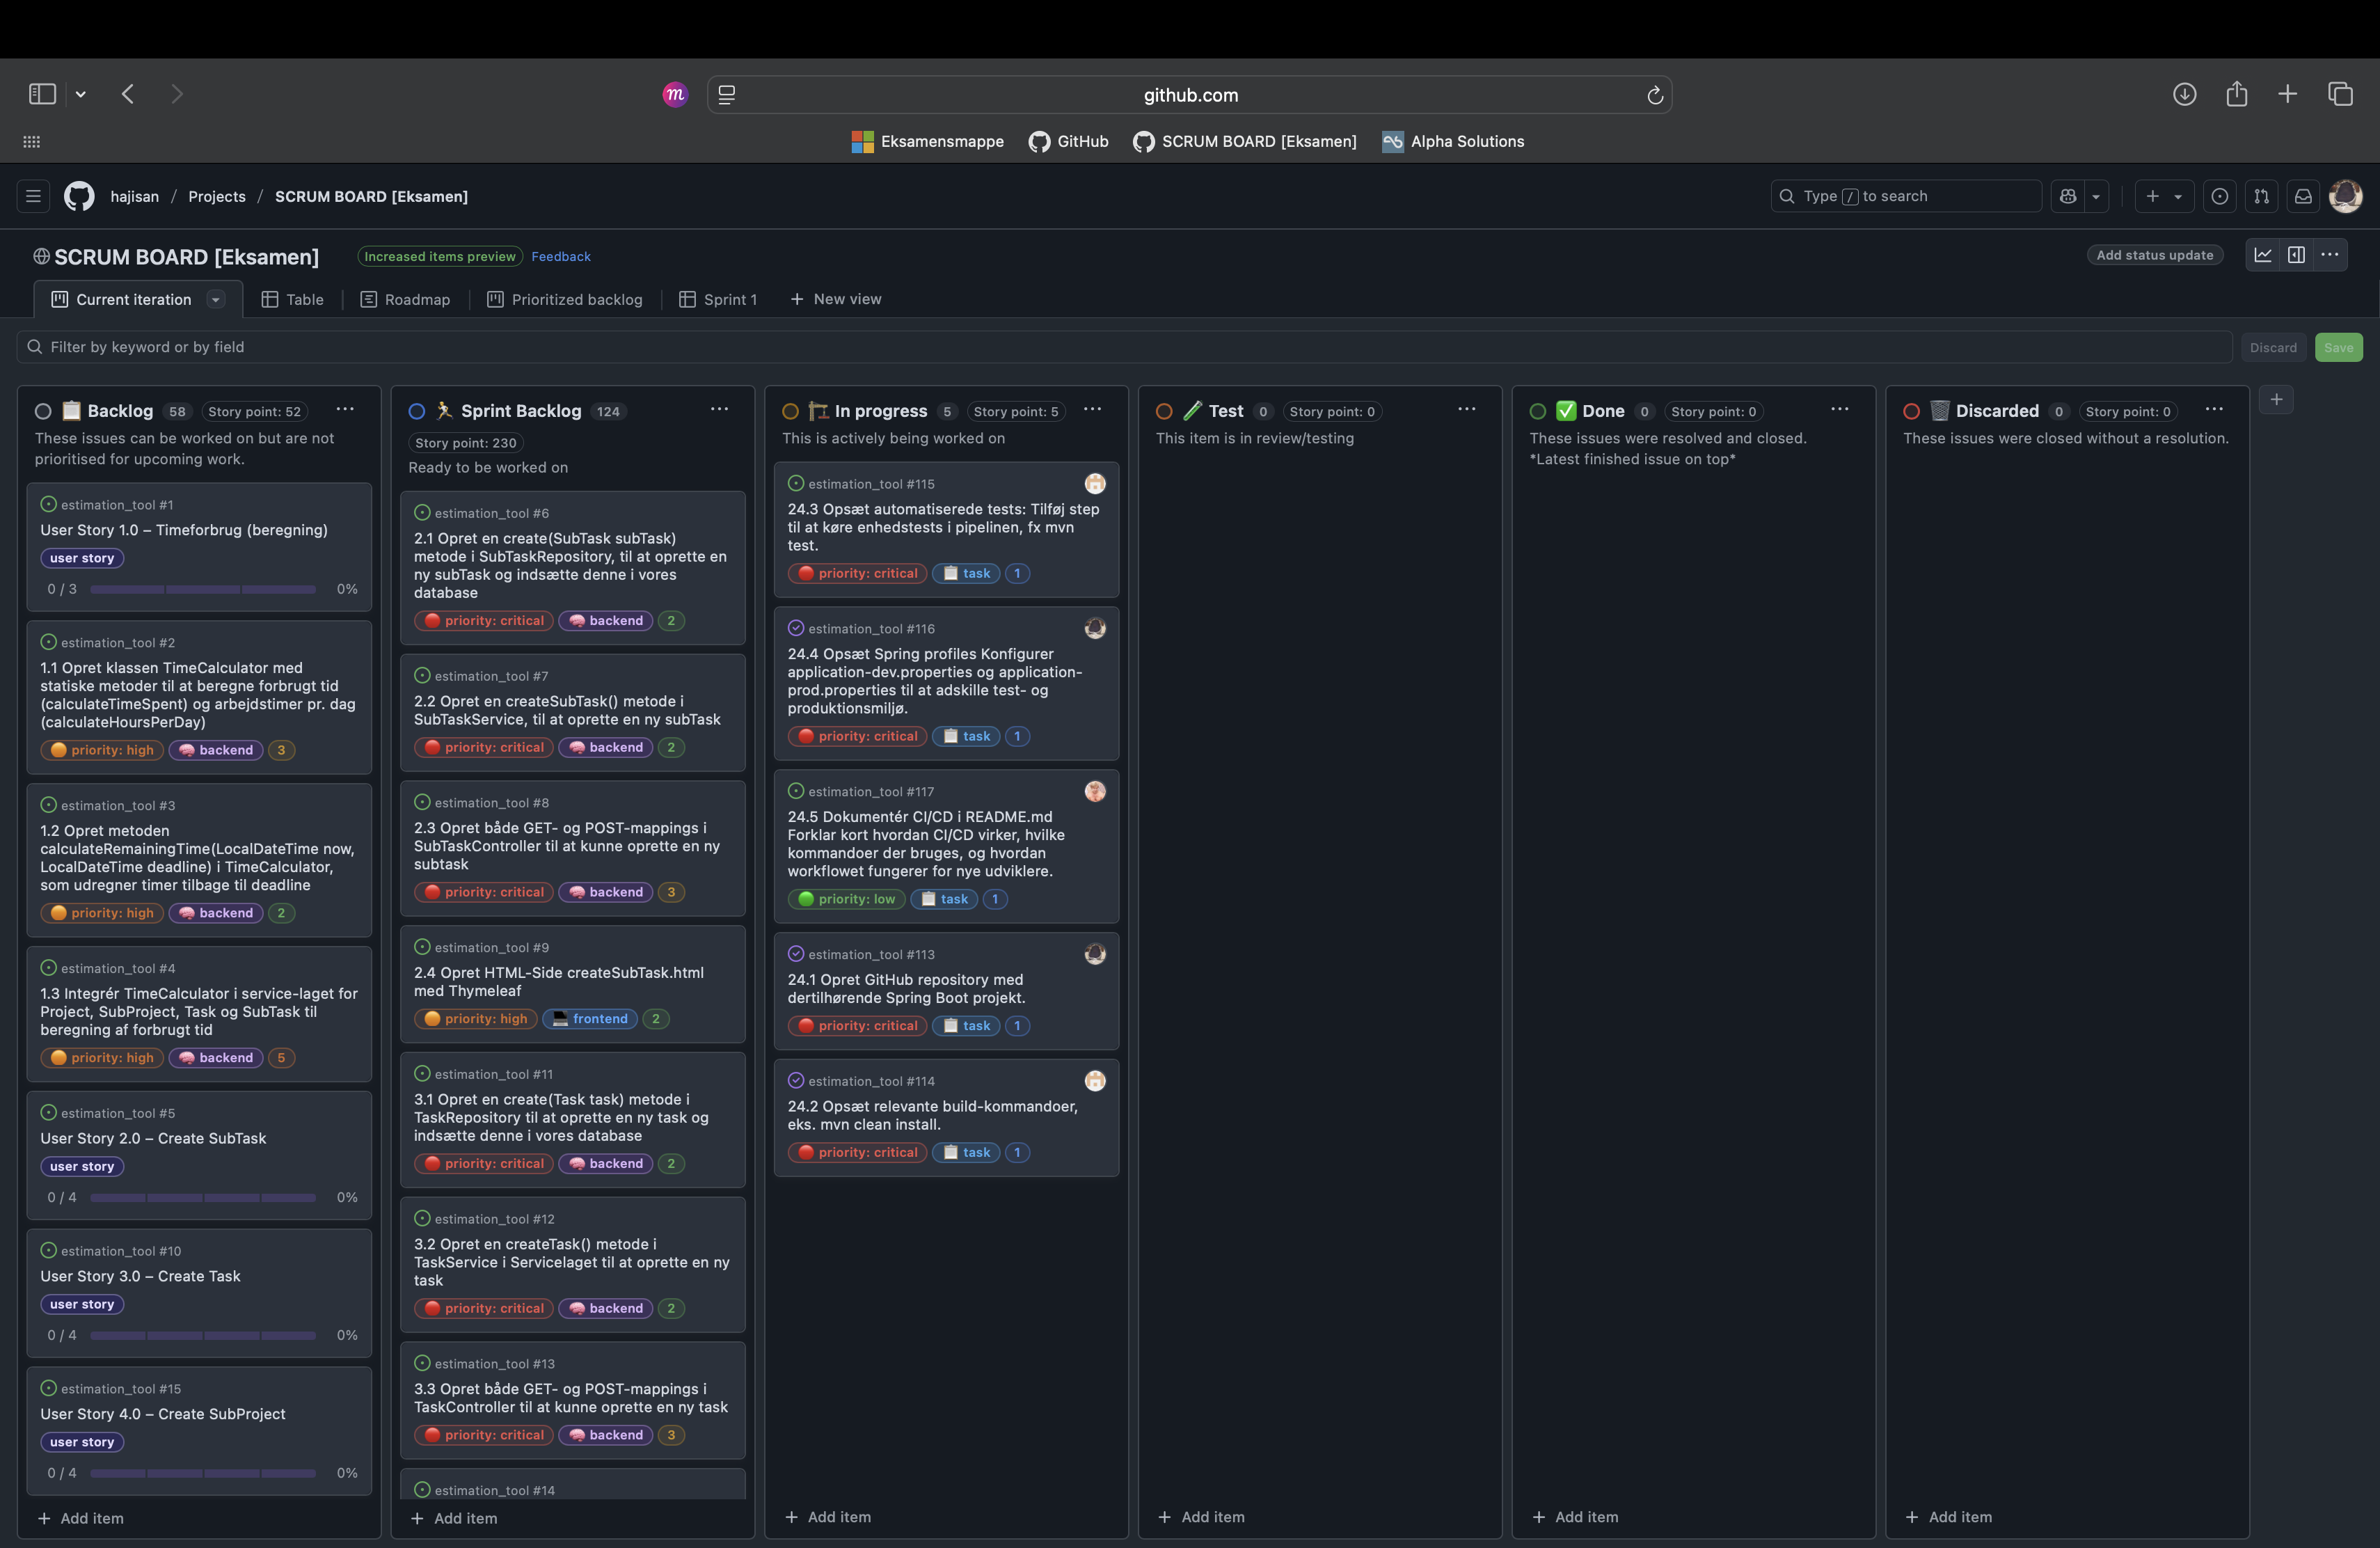 m
github.com
Eksamensmappe GitHub SCRUM BOARD [Eksamen] Alpha Solutions
hajisan / Projects / SCRUM BOARD [Eksamen]
Type / to search
SCRUM BOARD [Eksamen]
Increased items preview Feedback
Add status update
Current iteration Table Roadmap Prioritized backlog Sprint 1 + New view
Filter by keyword or by field
Discard Save
Backlog 58 Story point: 52
These issues can be worked on but are not
prioritised for upcoming work.
estimation_tool #1
User Story 1.0 – Timeforbrug (beregning)
user story
0 / 3 0%
estimation_tool #2
1.1 Opret klassen TimeCalculator med
statiske metoder til at beregne forbrugt tid
(calculateTimeSpent) og arbejdstimer pr. dag
(calculateHoursPerDay)
priority: high backend 3
estimation_tool #3
1.2 Opret metoden
calculateRemainingTime(LocalDateTime now,
LocalDateTime deadline) i TimeCalculator,
som udregner timer tilbage til deadline
priority: high backend 2
estimation_tool #4
1.3 Integrér TimeCalculator i service-laget for
Project, SubProject, Task og SubTask til
beregning af forbrugt tid
priority: high backend 5
estimation_tool #5
User Story 2.0 – Create SubTask
user story
0 / 4 0%
estimation_tool #10
User Story 3.0 – Create Task
user story
0 / 4 0%
estimation_tool #15
User Story 4.0 – Create SubProject
user story
0 / 4 0%
+ Add item
Sprint Backlog 124
Story point: 230
Ready to be worked on
estimation_tool #6
2.1 Opret en create(SubTask subTask)
metode i SubTaskRepository, til at oprette en
ny subTask og indsætte denne i vores
database
priority: critical backend 2
estimation_tool #7
2.2 Opret en createSubTask() metode i
SubTaskService, til at oprette en ny subTask
priority: critical backend 2
estimation_tool #8
2.3 Opret både GET- og POST-mappings i
SubTaskController til at kunne oprette en ny
subtask
priority: critical backend 3
estimation_tool #9
2.4 Opret HTML-Side createSubTask.html
med Thymeleaf
priority: high frontend 2
estimation_tool #11
3.1 Opret en create(Task task) metode i
TaskRepository til at oprette en ny task og
indsætte denne i vores database
priority: critical backend 2
estimation_tool #12
3.2 Opret en createTask() metode i
TaskService i Servicelaget til at oprette en ny
task
priority: critical backend 2
estimation_tool #13
3.3 Opret både GET- og POST-mappings i
TaskController til at kunne oprette en ny task
priority: critical backend 3
estimation_tool #14
+ Add item
In progress 5 Story point: 5
This is actively being worked on
estimation_tool #115
24.3 Opsæt automatiserede tests: Tilføj step
til at køre enhedstests i pipelinen, fx mvn
test.
priority: critical task 1
estimation_tool #116
24.4 Opsæt Spring profiles Konfigurer
application-dev.properties og application-
prod.properties til at adskille test- og
produktionsmiljø.
priority: critical task 1
estimation_tool #117
24.5 Dokumentér CI/CD i README.md
Forklar kort hvordan CI/CD virker, hvilke
kommandoer der bruges, og hvordan
workflowet fungerer for nye udviklere.
priority: low task 1
estimation_tool #113
24.1 Opret GitHub repository med
dertilhørende Spring Boot projekt.
priority: critical task 1
estimation_tool #114
24.2 Opsæt relevante build-kommandoer,
eks. mvn clean install.
priority: critical task 1
+ Add item
Test 0 Story point: 0
This item is in review/testing
+ Add item
Done 0 Story point: 0
These issues were resolved and closed.
*Latest finished issue on top*
+ Add item
Discarded 0 Story point: 0
These issues were closed without a resolution.
+ Add item